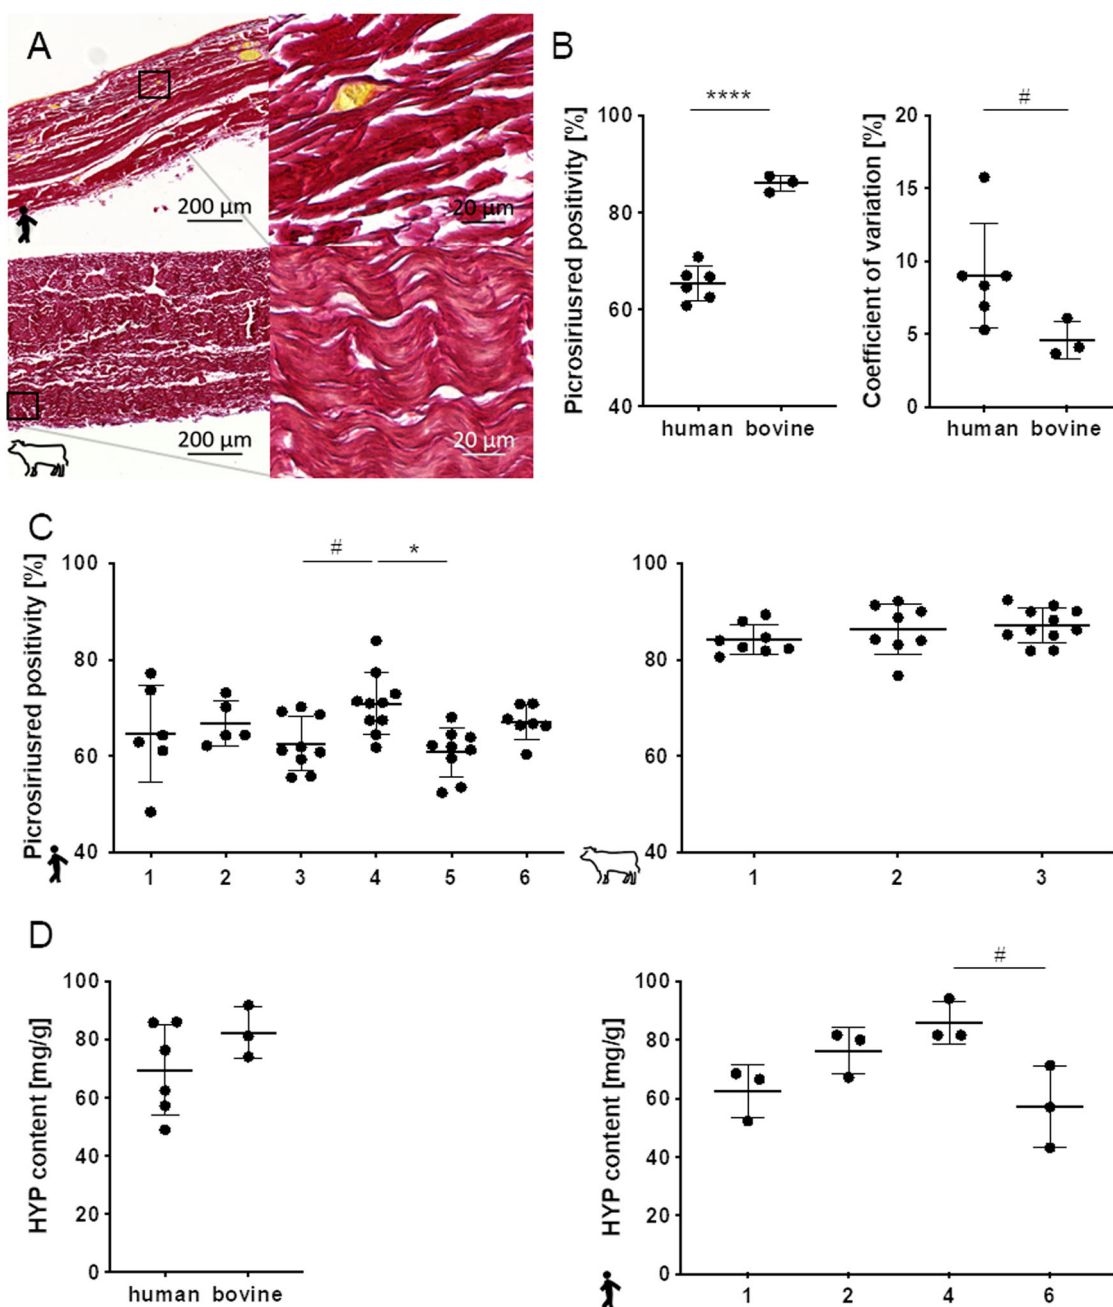 A
200 µm
20 µm
200 µm
20 µm
B
Picrosiriusred positivity [%]
100
80
60
40
****
human bovine
Coefficient of variation [%]
20
15
10
5
0
#
human bovine
C
Picrosiriusred positivity [%]
100
80
60
40
# *
1 2 3 4 5 6
100
80
60
40
1 2 3
D
HYP content [mg/g]
100
80
60
40
20
0
human bovine
HYP content [mg/g]
100
80
60
40
20
0
#
1 2 4 6